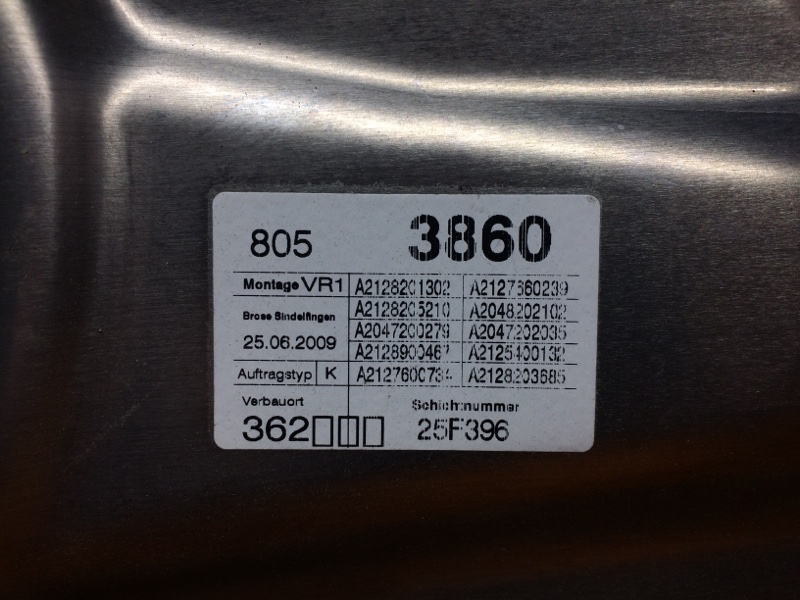 805 3860
Montage VR1 A2128201302 A2127660239
A2128205210 A2048202102
Brose Sindelfingen
A2047200279 A2047202035
25.06.2009
A2128900467 A2125400132
Auftragstyp K A2127600734 A2128203685
Verbauort Schichtnummer
362□□□ 25F396